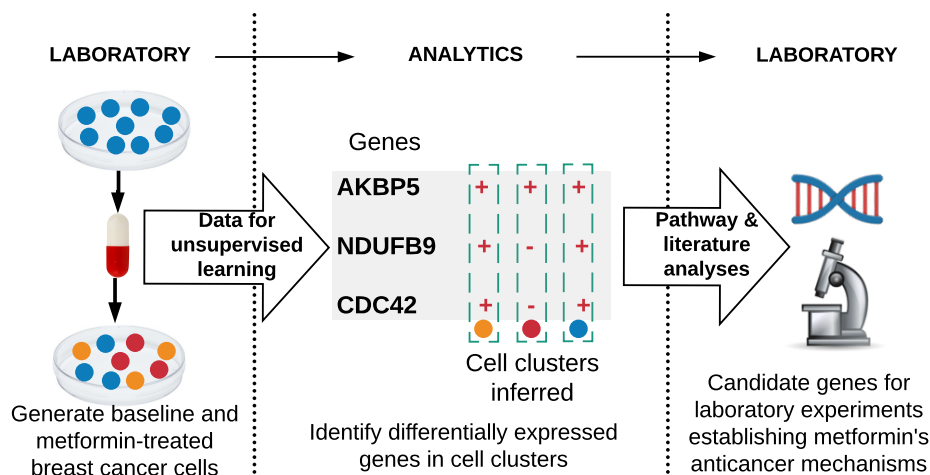 LABORATORY
ANALYTICS
LABORATORY
Genes
AKBP5
+ + +
NDUFB9
+ - +
CDC42
+ - +
Data for
unsupervised
learning
Pathway &
literature
analyses
Cell clusters
inferred
Generate baseline and
metformin-treated
breast cancer cells
Identify differentially expressed
genes in cell clusters
Candidate genes for
laboratory experiments
establishing metformin's
anticancer mechanisms